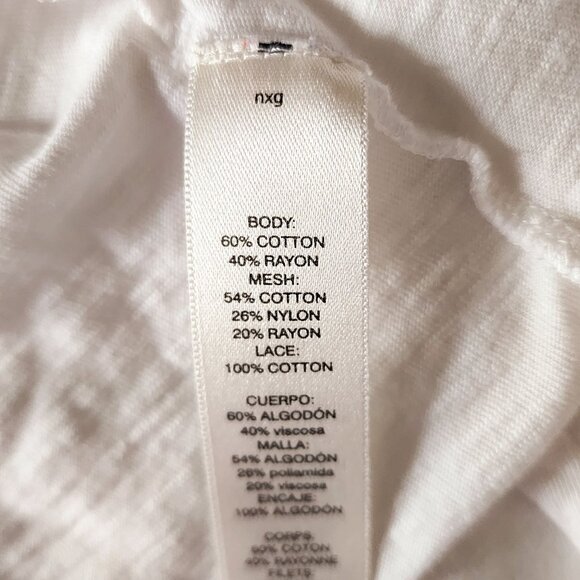 nxg
BODY:
60% COTTON
40% RAYON
MESH:
54% COTTON
26% NYLON
20% RAYON
LACE:
100% COTTON
CUERPO:
60% ALGODÓN
40% viscosa
MALLA:
54% ALGODÓN
26% poliamida
20% viscosa
ENCAJE:
100% ALGODÓN
CORPS:
60% COTON
40% RAYONNE
FILETS: